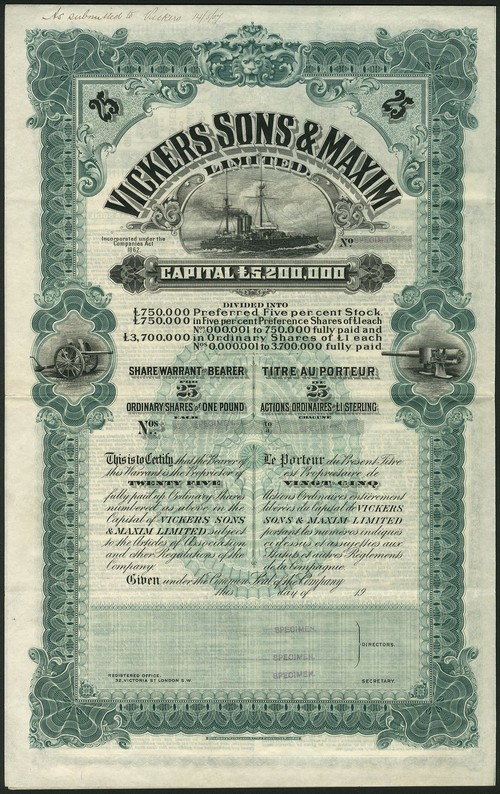 As submitted to Vickers 14/5/07
25
25
VICKERS SONS & MAXIM
LIMITED.
Incorporated under the
Companies Act
1862.
No
CAPITAL £5,200,000
DIVIDED INTO
£750,000 Preferred Five per cent Stock.
£750,000 in Five per cent Preference Shares of £1 each
Nos 000,001 to 750,000 fully paid and
£3,700,000 in Ordinary Shares of £1 each
Nos 0,000,001 to 3,700,000 fully paid
SHARE WARRANT TO BEARER
FOR
25
ORDINARY SHARES OF ONE POUND
EACH
Nos
TITRE AU PORTEUR
DE
25
ACTIONS ORDINAIRES DE £1 STERLING
CHACUNE
to
à
This is to Certify, that the Bearer of
this Warrant is the Proprietor of
TWENTY FIVE
fully paid up Ordinary Shares
numbered as above in the
Capital of VICKERS SONS
& MAXIM LIMITED subject
to the Articles of Association
and other Regulations of the
Company.
Le Porteur du Present Titre
est Propriétaire de
VINGT-CINQ
Actions Ordinaires entièrement
libérées du Capital de VICKERS
SONS & MAXIM LIMITED
portant les numéros indiqués
ci-dessus et assujetties aux
Statuts et autres Règlements
de la Compagnie
Given under the Common Seal of the Company
this day of 19
SPECIMEN.
DIRECTORS.
SPECIMEN.
REGISTERED OFFICE.
32, VICTORIA ST LONDON S.W.
SPECIMEN.
SECRETARY.